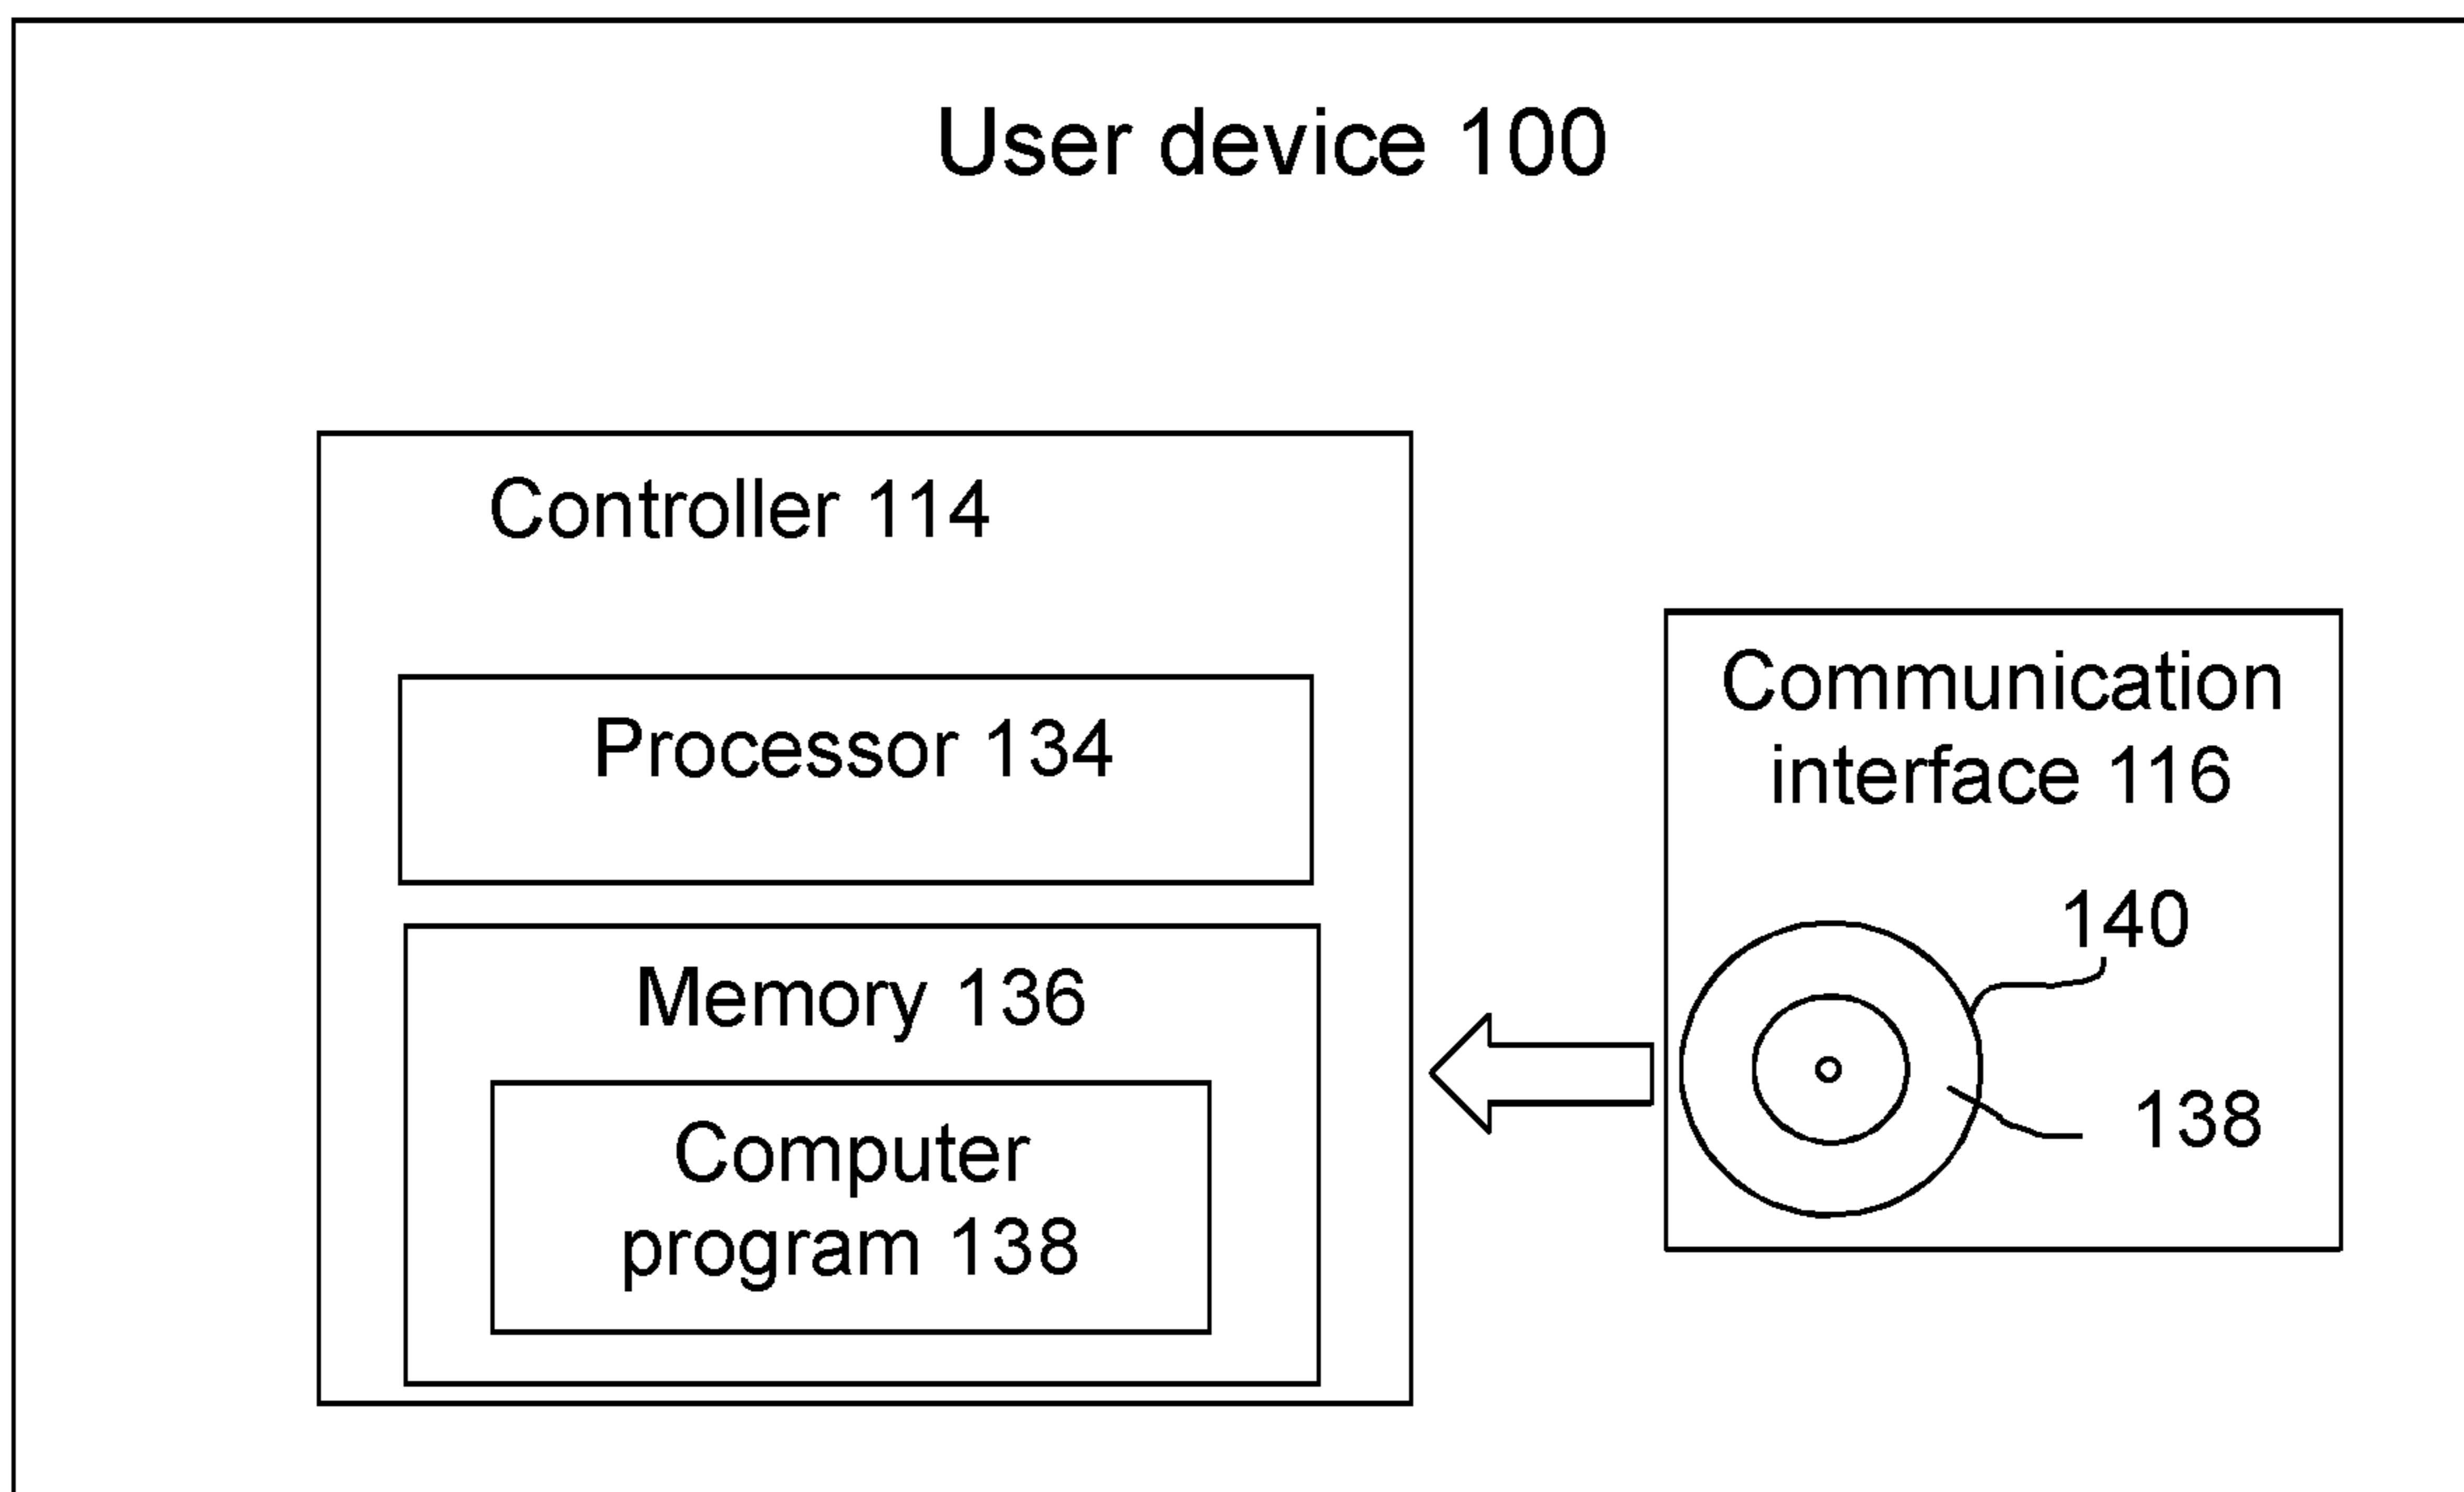 User device 100
Controller 114
Processor 134
Memory 136
Computer
program 138
Communication
interface 116
140
138